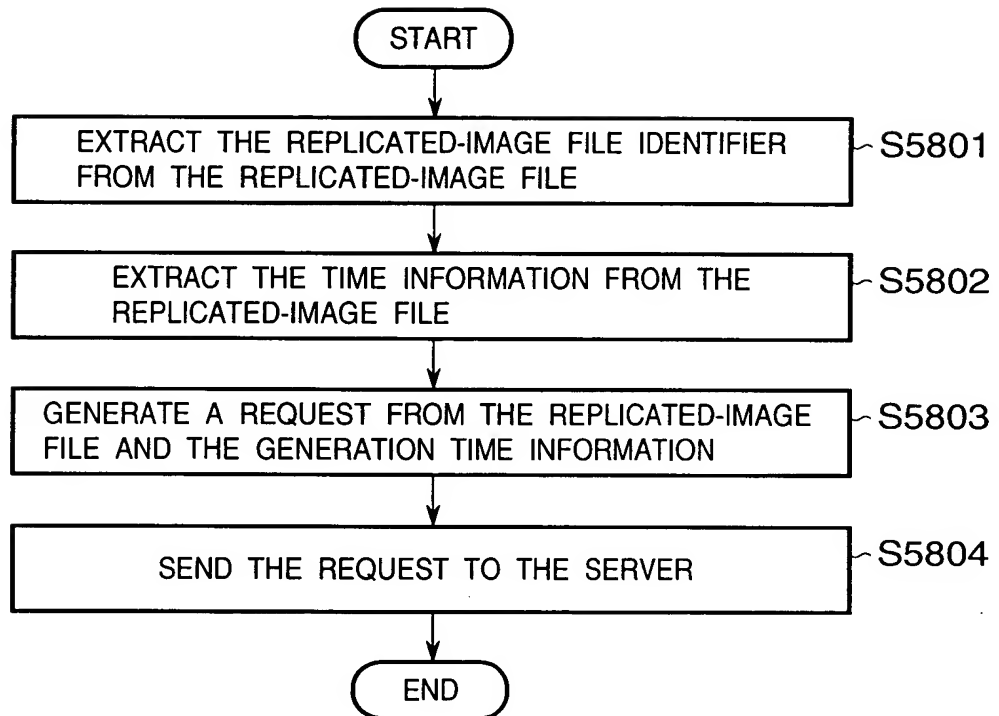 START
EXTRACT THE REPLICATED-IMAGE FILE IDENTIFIER
FROM THE REPLICATED-IMAGE FILE
S5801
EXTRACT THE TIME INFORMATION FROM THE
REPLICATED-IMAGE FILE
S5802
GENERATE A REQUEST FROM THE REPLICATED-IMAGE
FILE AND THE GENERATION TIME INFORMATION
S5803
SEND THE REQUEST TO THE SERVER
S5804
END